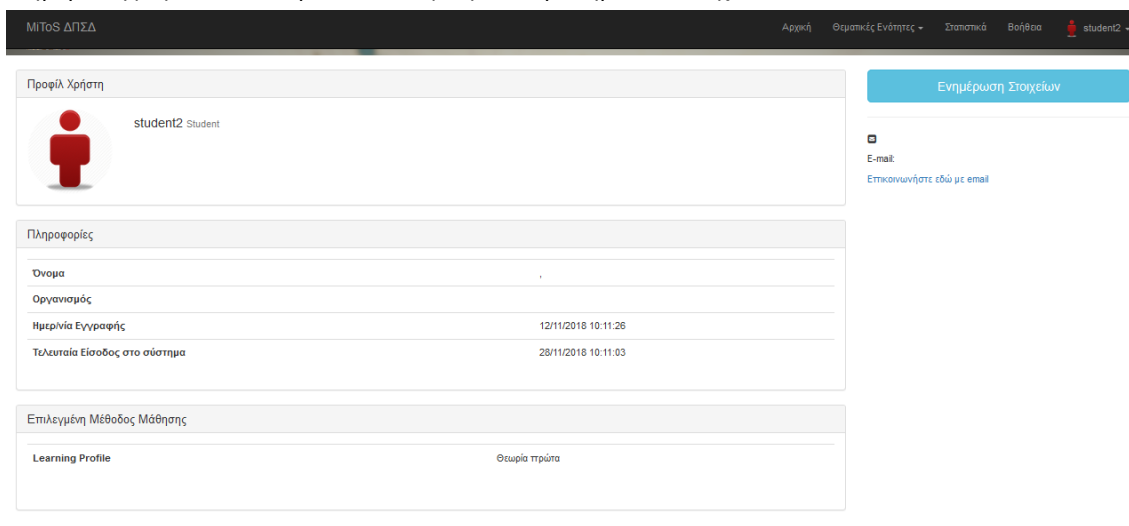 MiToS ΔΠΣΔ
Αρχική Θεματικές Ενότητες Στατιστικά Βοήθεια student2
Προφίλ Χρήστη
student2 Student
Ενημέρωση Στοιχείων
E-mail:
Επικοινωνήστε εδώ με email
Πληροφορίες
Όνομα ,
Οργανισμός
Ημερ/νία Εγγραφής 12/11/2018 10:11:26
Τελευταία Είσοδος στο σύστημα 28/11/2018 10:11:03
Επιλεγμένη Μέθοδος Μάθησης
Learning Profile Θεωρία πρώτα